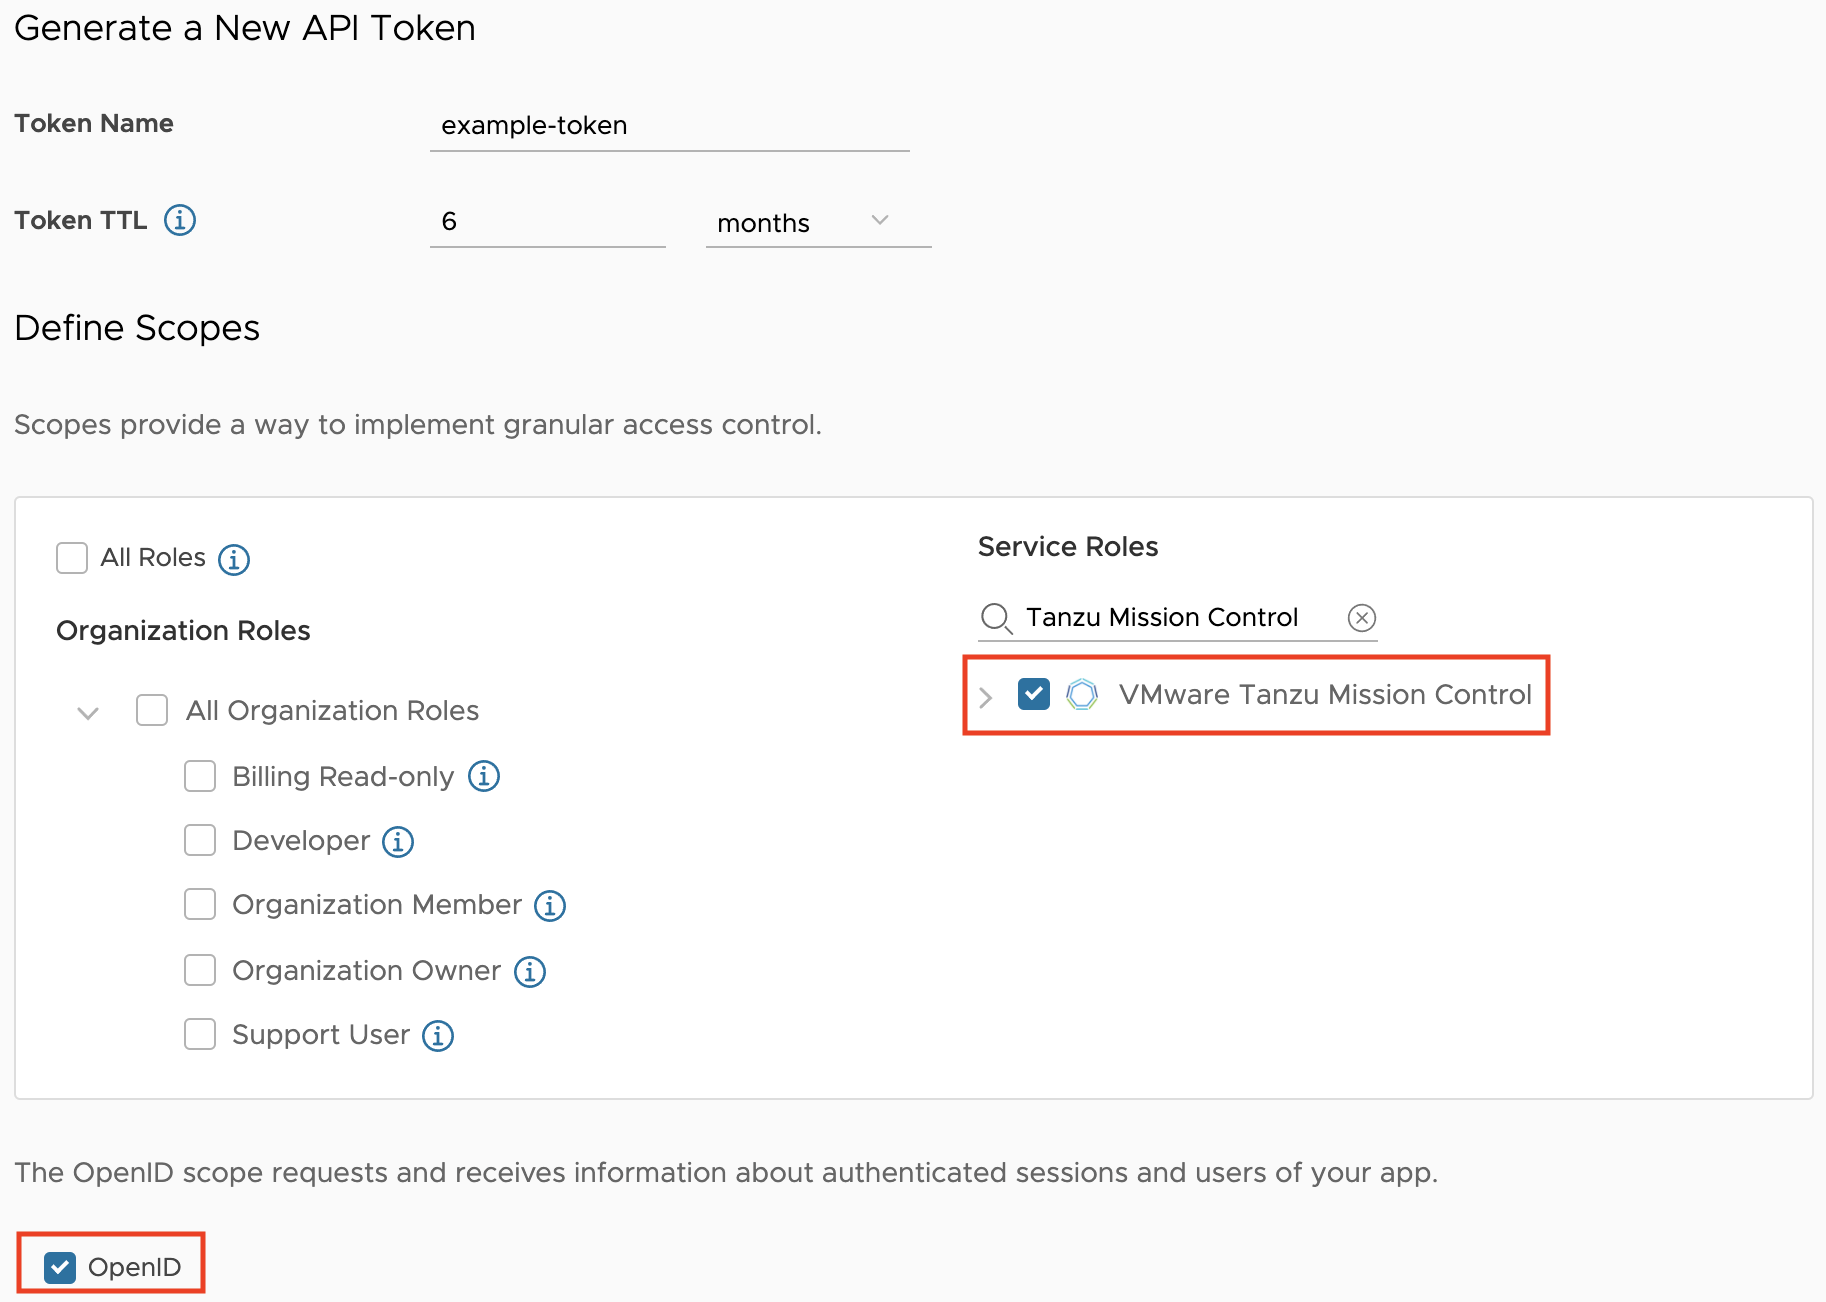 Generate a New API Token
Token Name
example-token
Token TTL
6
months
Define Scopes
Scopes provide a way to implement granular access control.
All Roles
Organization Roles
All Organization Roles
Billing Read-only
Developer
Organization Member
Organization Owner
Support User
Service Roles
Tanzu Mission Control
VMware Tanzu Mission Control
The OpenID scope requests and receives information about authenticated sessions and users of your app.
OpenID